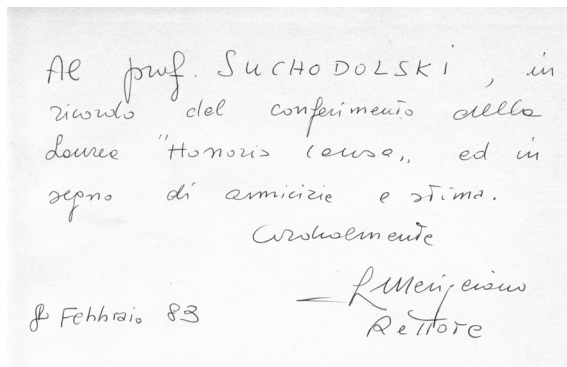 Al prof. SUCHODOLSKI, in
ricordo del conferimento della
Laurea "Honoris Causa„ ed in
segno di amicizia e stima.
Cordialmente
Rettore
8 Febbraio 83